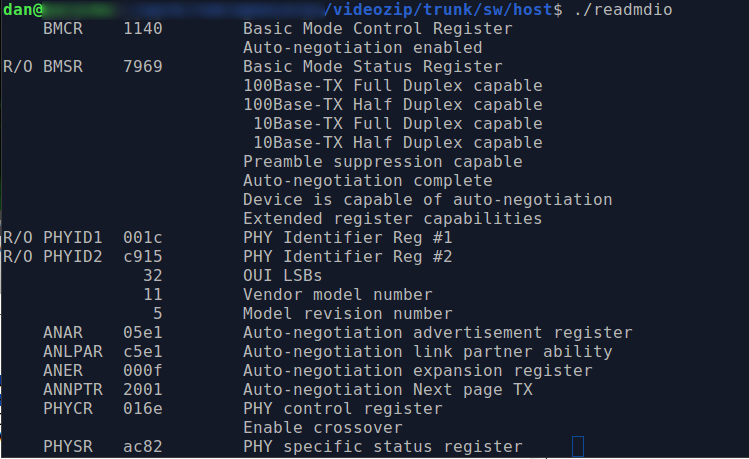 dan@ /videozip/trunk/sw/host$ ./readmdio
BMCR 1140 Basic Mode Control Register
Auto-negotiation enabled
R/O BMSR 7969 Basic Mode Status Register
100Base-TX Full Duplex capable
100Base-TX Half Duplex capable
10Base-TX Full Duplex capable
10Base-TX Half Duplex capable
Preamble suppression capable
Auto-negotiation complete
Device is capable of auto-negotiation
Extended register capabilities
R/O PHYID1 001c PHY Identifier Reg #1
R/O PHYID2 c915 PHY Identifier Reg #2
32 OUI LSBs
11 Vendor model number
5 Model revision number
ANAR 05e1 Auto-negotiation advertisement register
ANLPAR c5e1 Auto-negotiation link partner ability
ANER 000f Auto-negotiation expansion register
ANNPTR 2001 Auto-negotiation Next page TX
PHYCR 016e PHY control register
Enable crossover
PHYSR ac82 PHY specific status register